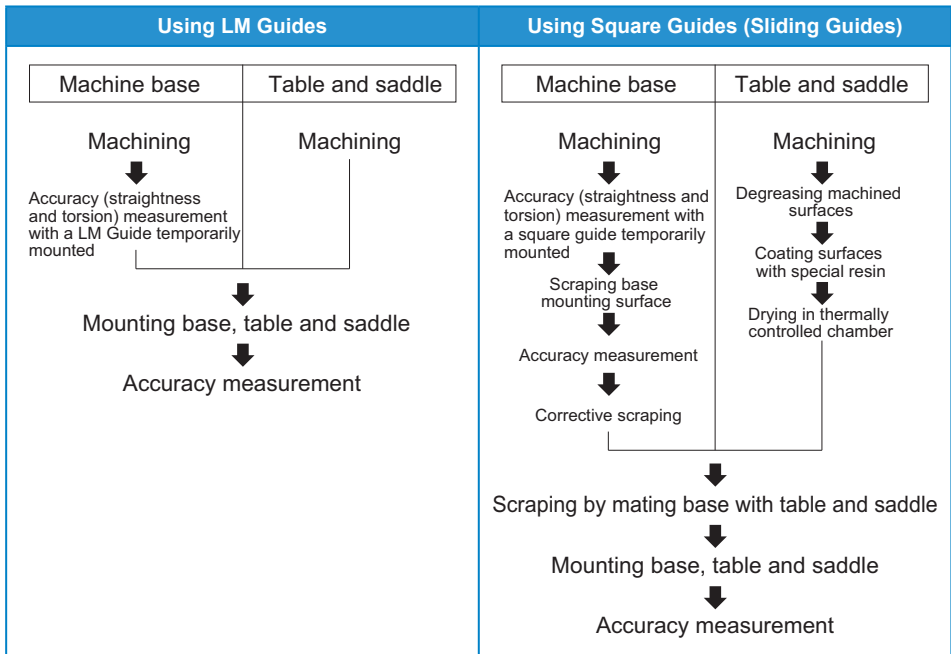 Using LM Guides
Machine base
Table and saddle
Machining
Machining
Accuracy (straightness
and torsion) measurement
with a LM Guide temporarily
mounted
Mounting base, table and saddle
Accuracy measurement
Using Square Guides (Sliding Guides)
Machine base
Table and saddle
Machining
Accuracy (straightness and
torsion) measurement with
a square guide temporarily
mounted
Scraping base
mounting surface
Accuracy measurement
Corrective scraping
Machining
Degreasing machined
surfaces
Coating surfaces
with special resin
Drying in thermally
controlled chamber
Scraping by mating base with table and saddle
Mounting base, table and saddle
Accuracy measurement